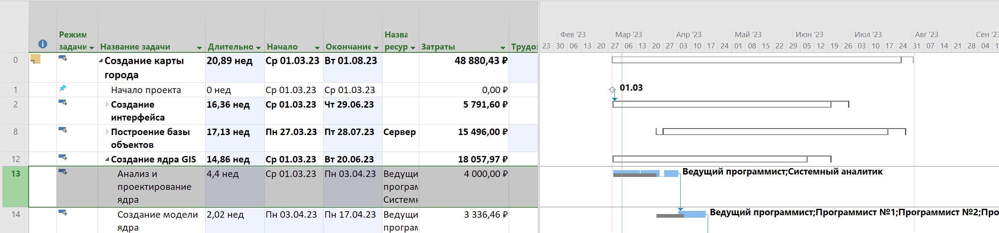 Режим задачи Название задачи Длительно Начало Окончание Назва ресур Затраты Трудоз
Фев '23 Мар '23 Апр '23 Май '23 Июн '23 Июл '23 Авг '23 Сен '23
23 30 06 13 20 27 06 13 20 27 03 10 17 24 01 08 15 22 29 05 12 19 26 03 10 17 24 31 07 14 21 28 04 1
0 Создание карты города 20,89 нед Ср 01.03.23 Вт 01.08.23 48 880,43 ₽
1 Начало проекта 0 нед Ср 01.03.23 Ср 01.03.23 0,00 ₽ 01.03
2 Создание интерфейса 16,36 нед Ср 01.03.23 Чт 29.06.23 5 791,60 ₽
8 Построение базы объектов 17,13 нед Пн 27.03.23 Пт 28.07.23 Сервер 15 496,00 ₽
12 Создание ядра GIS 14,86 нед Ср 01.03.23 Вт 20.06.23 18 057,97 ₽
13 Анализ и проектирование ядра 4,4 нед Ср 01.03.23 Пн 03.04.23 Ведущи програм Систем 4 000,00 ₽ Ведущий программист;Системный аналитик
14 Создание модели ядра 2,02 нед Пн 03.04.23 Пн 17.04.23 Ведущи програм 3 336,46 ₽ Ведущий программист;Программист №1;Программист №2;Про